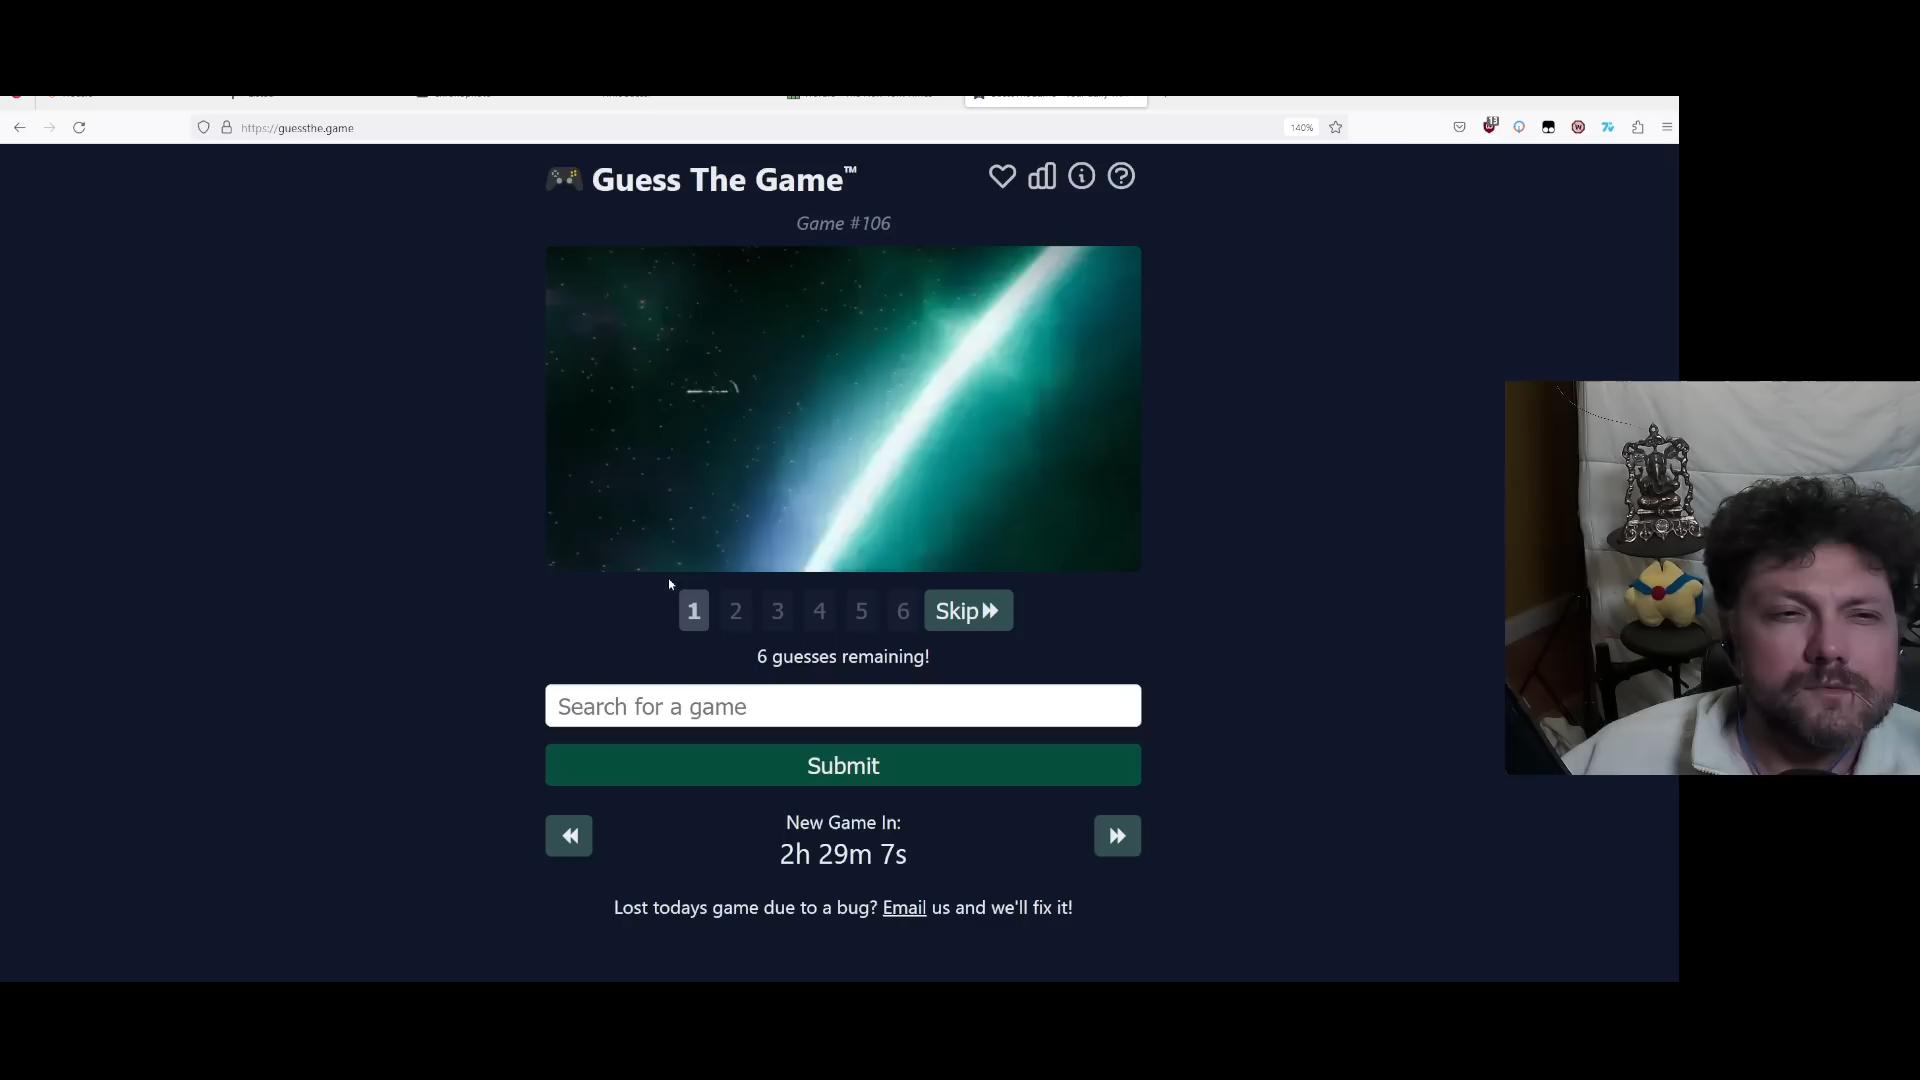 https://guessthe.game
140%
13
🎮 Guess The Game™
Game #106
1 2 3 4 5 6 Skip
6 guesses remaining!
Search for a game
Submit
New Game In:
2h 29m 7s
Lost todays game due to a bug? Email us and we'll fix it!